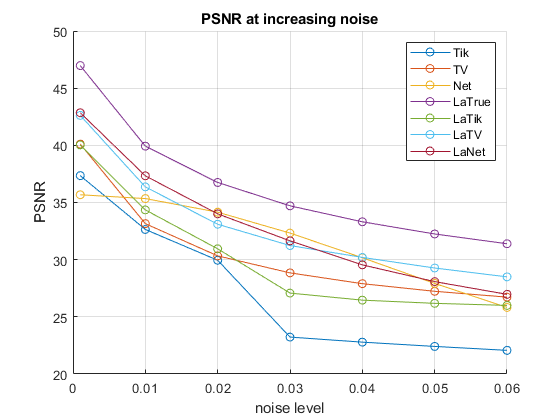 PSNR at increasing noise
50
45
40
35
30
25
20
PSNR
0
0.01
0.02
0.03
0.04
0.05
0.06
noise level
Tik
TV
Net
LaTrue
LaTik
LaTV
LaNet